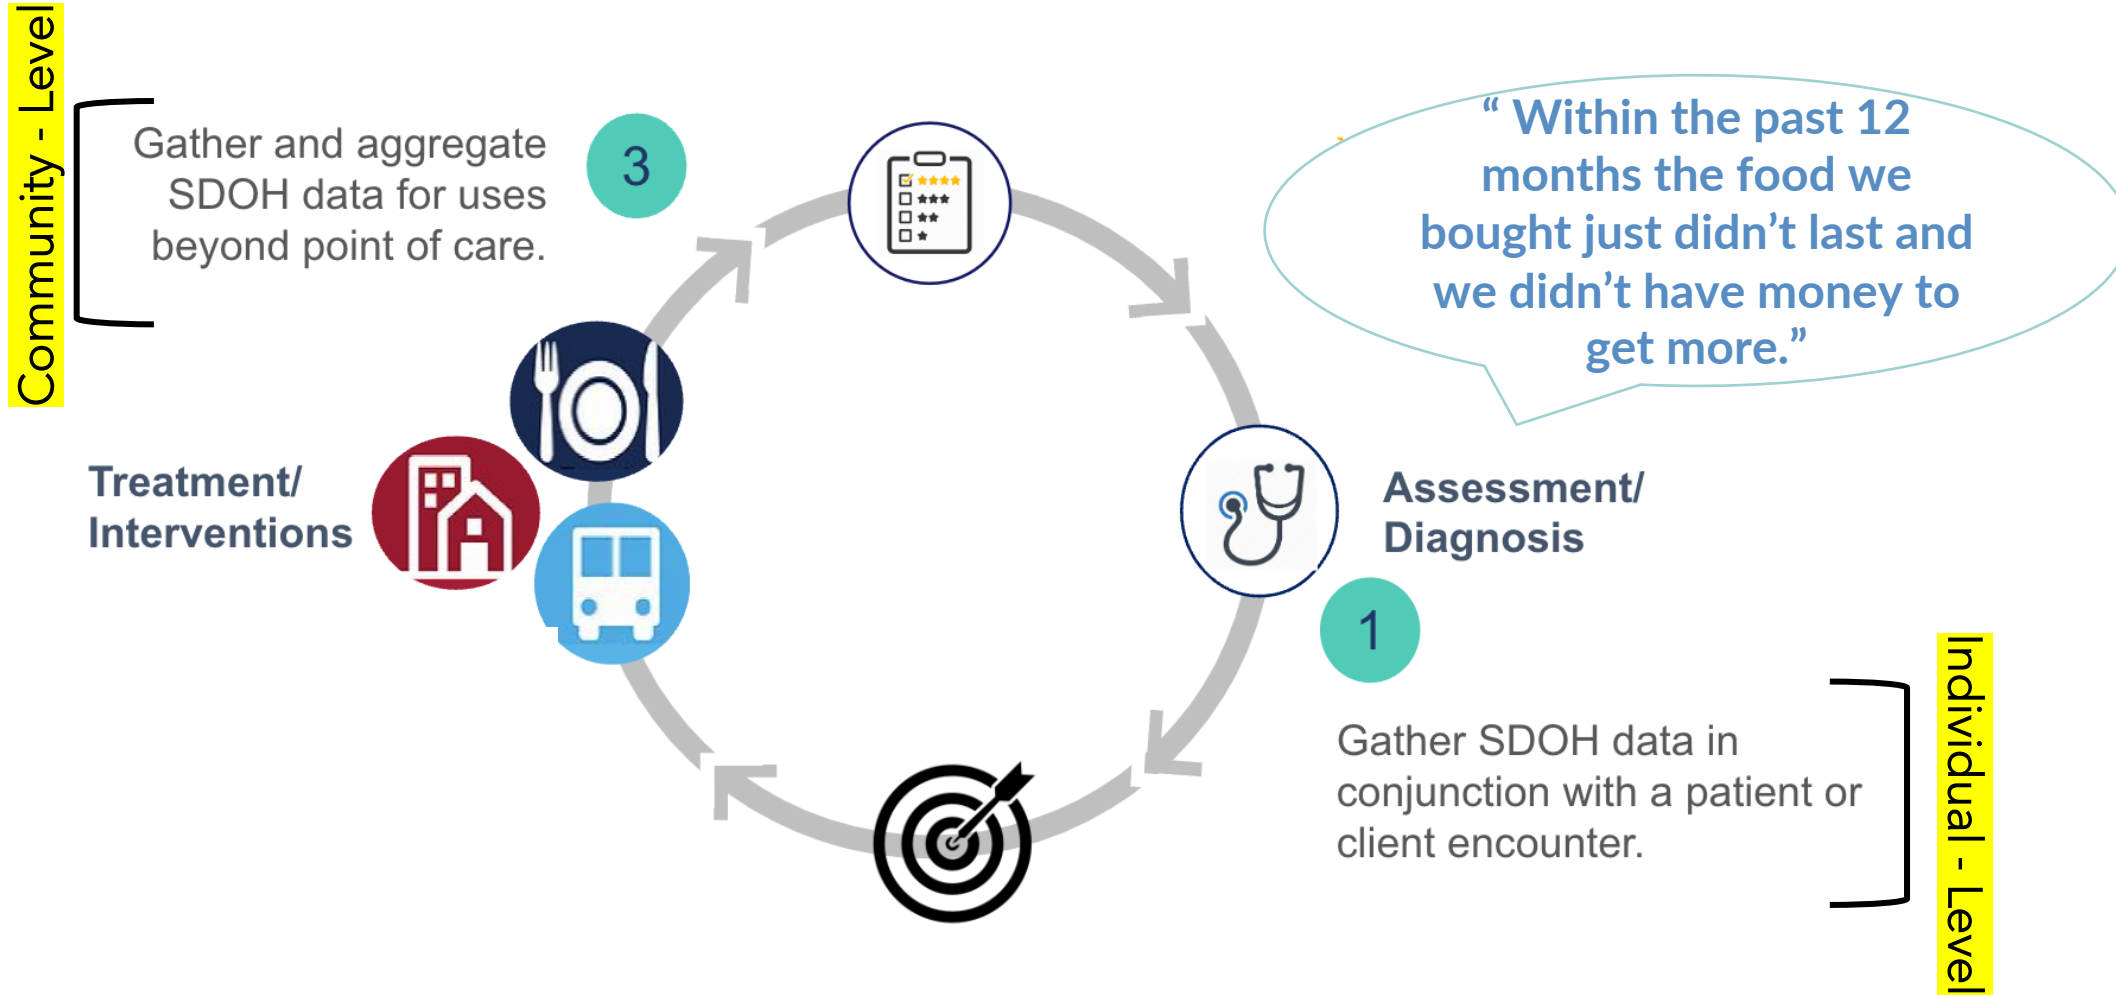 Community - Level
Gather and aggregate
SDOH data for uses
beyond point of care.
3
“ Within the past 12
months the food we
bought just didn’t last and
we didn’t have money to
get more.”
Treatment/
Interventions
Assessment/
Diagnosis
1
Gather SDOH data in
conjunction with a patient or
client encounter.
Individual - Level